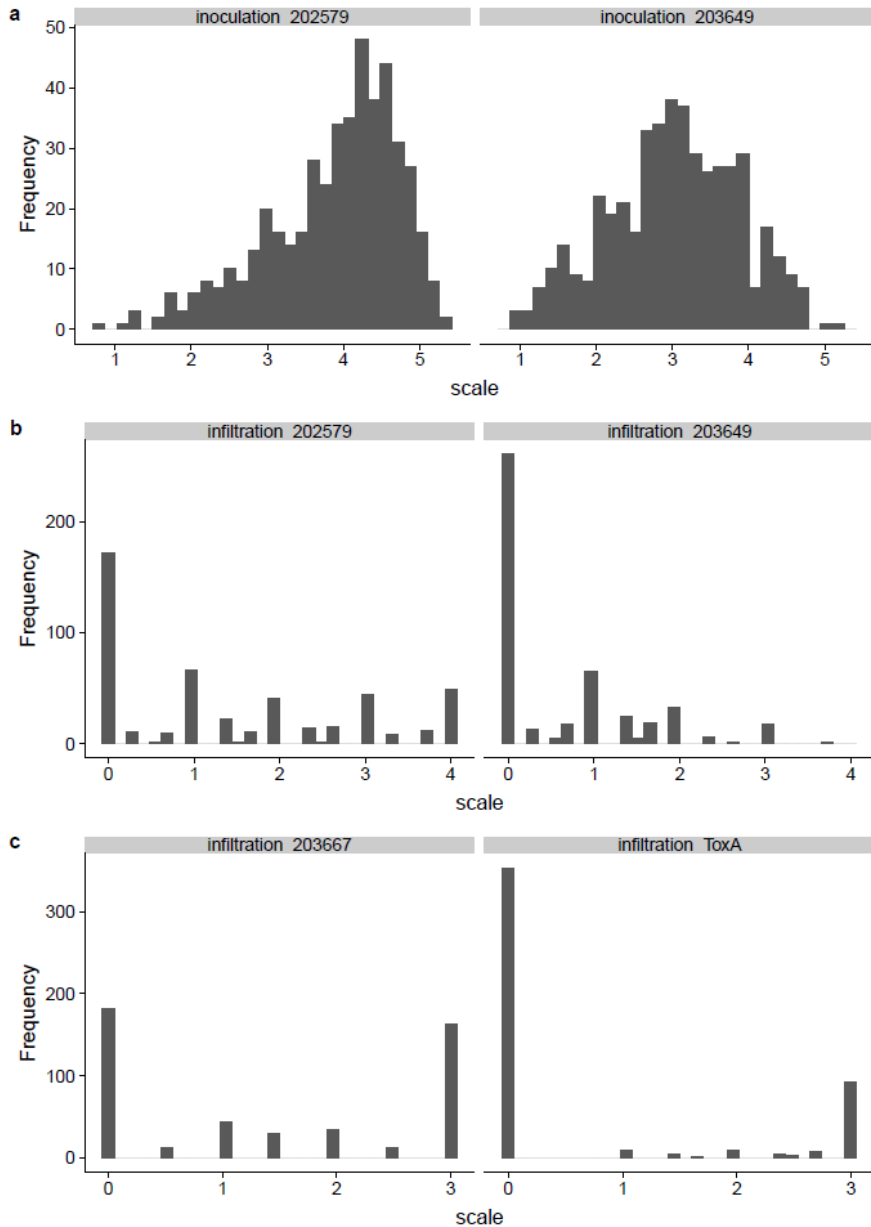 a
inoculation 202579 inoculation 203649
50
40
30
20
10
0
Frequency
1 2 3 4 5 1 2 3 4 5
scale
b
infiltration 202579 infiltration 203649
200
100
0
Frequency
0 1 2 3 4 0 1 2 3 4
scale
c
infiltration 203667 infiltration ToxA
300
200
100
0
Frequency
0 1 2 3 0 1 2 3
scale